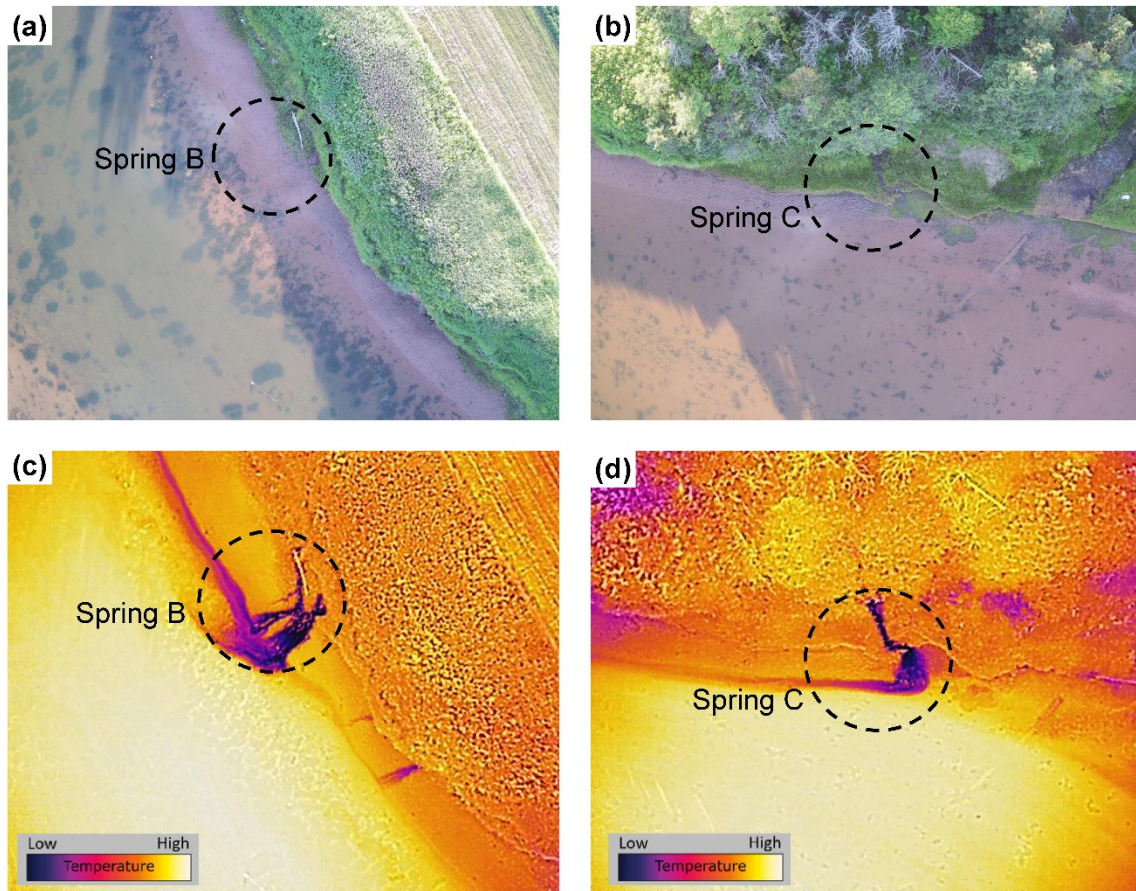 (a)
(b)
Spring B
Spring C
(c)
(d)
Spring B
Spring C
Low High
Temperature
Low High
Temperature